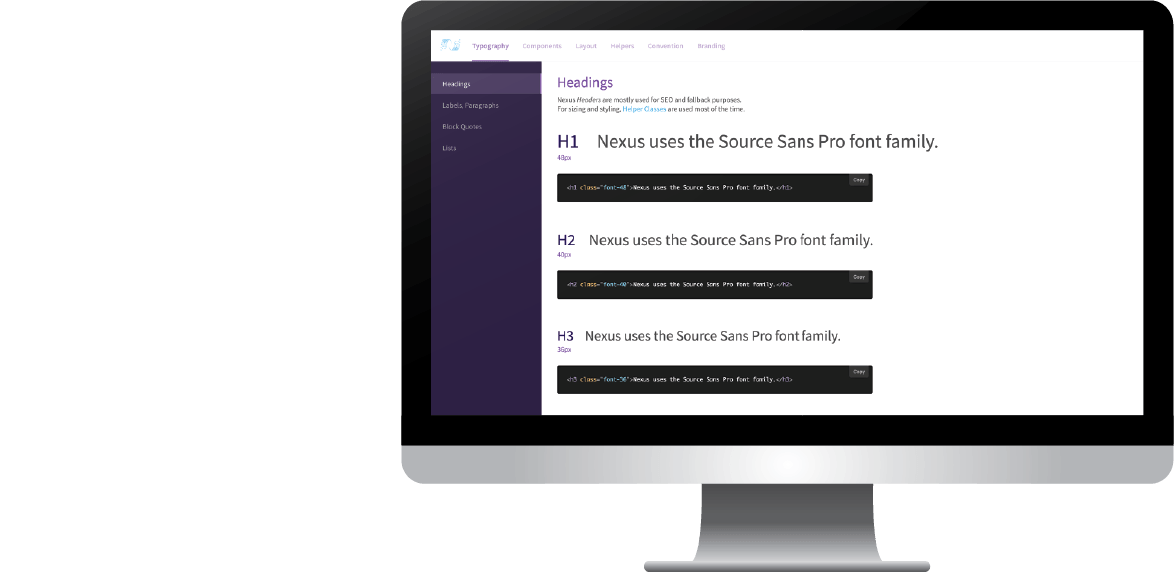 Typography Components Layout Helpers Convention Branding
Headings
Labels, Paragraphs
Block Quotes
Lists
Headings
Nexus Headers are mostly used for SEO and fallback purposes.
For sizing and styling, Helper Classes are used most of the time.
H1 Nexus uses the Source Sans Pro font family.
48px
Copy
<h1 class="font-48">Nexus uses the Source Sans Pro font family.</h1>
H2 Nexus uses the Source Sans Pro font family.
40px
Copy
<h2 class="font-40">Nexus uses the Source Sans Pro font family.</h2>
H3 Nexus uses the Source Sans Pro font family.
36px
Copy
<h3 class="font-36">Nexus uses the Source Sans Pro font family.</h3>